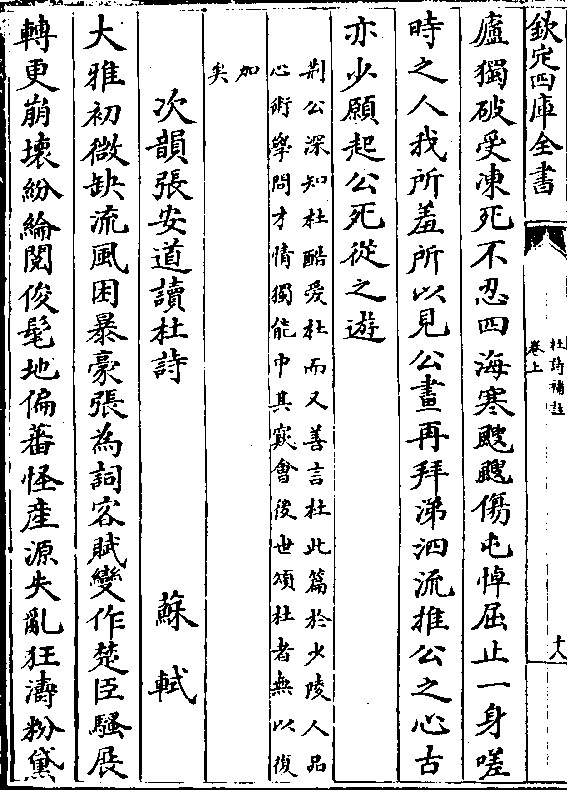 欽定四庫全書
杜詩補註
卷上
十八
廬獨破受凍死不忍四海寒颼颼傷屯悼屈止一身嗟
時之人我所羞所以見公畫再拜涕泗流推公之心古
亦少願起公死從之遊
荆公深知杜酷愛杜而又善言杜此篇於少陵人品
心術學問才情獨能中其窽會後世頌杜者無以復
加
矣
次韻張安道讀杜詩
蘇軾
大雅初微缺流風困暴豪張為詞客賦變作楚臣騷展
轉更崩壞紛綸閱俊髦地偏蕃怪産源失亂狂濤粉黛